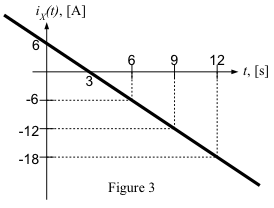 iₓ(t), [A]
6
3
6
9
12
t, [s]
-6
-12
-18
Figure 3